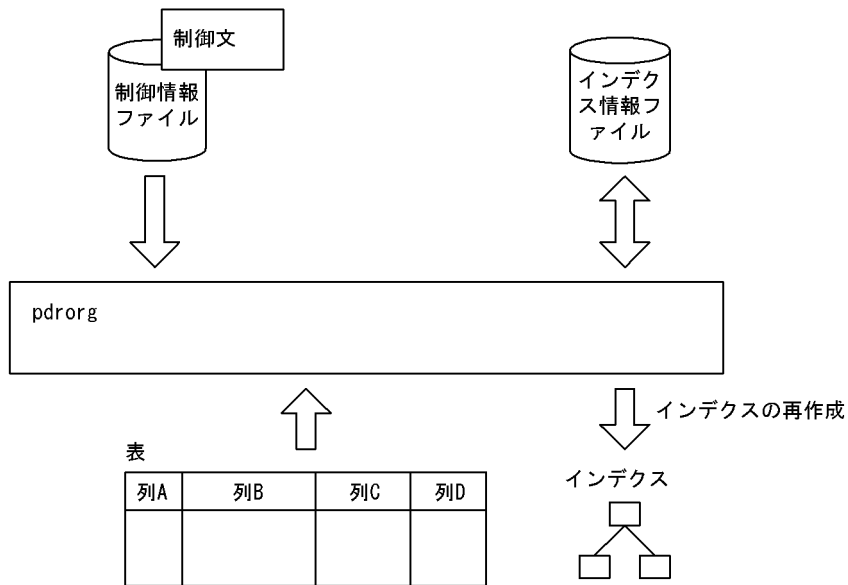 制御文
制御情報
ファイル
インデク
ス情報フ
ァイル
pdrorg
インデクスの再作成
表
列A 列B 列C 列D
インデクス